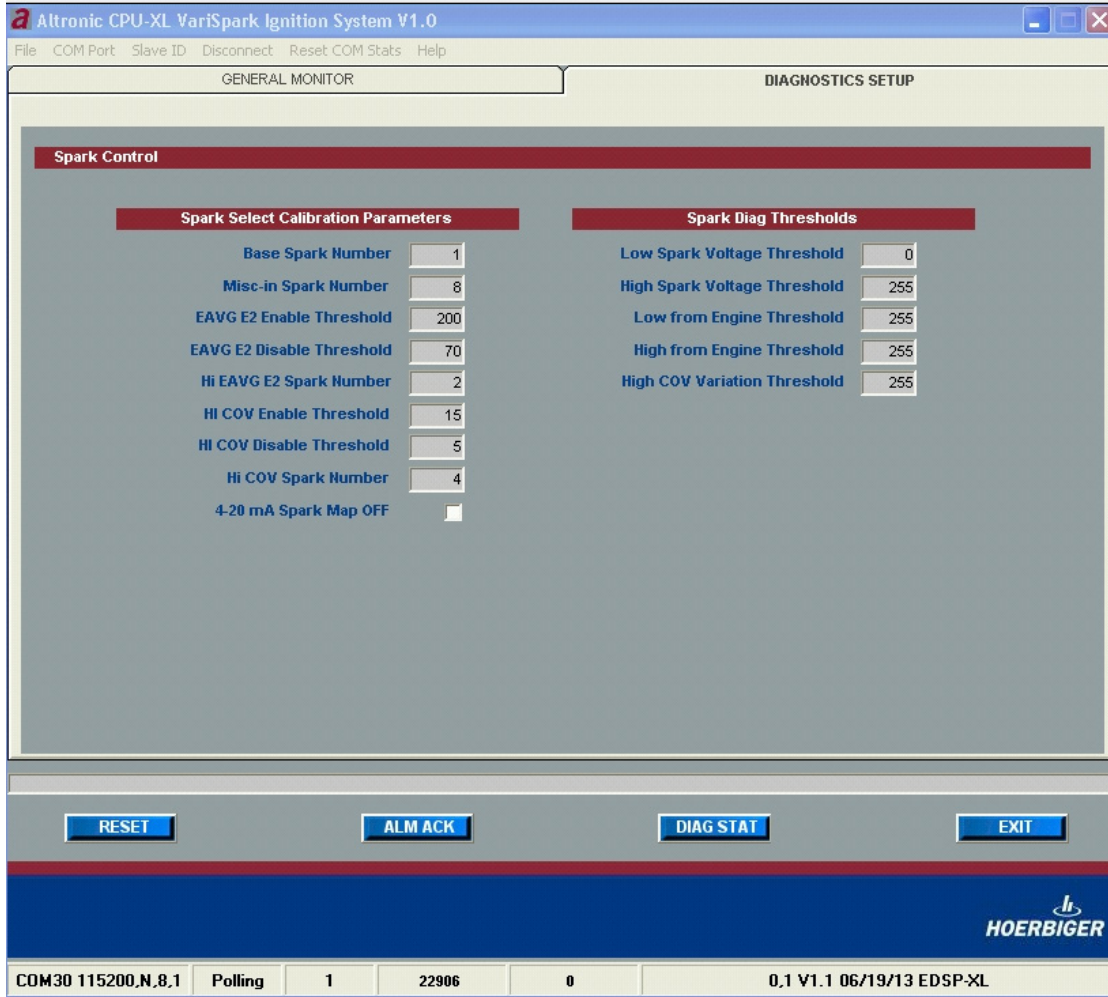 a Altronic CPU-XL VariSpark Ignition System V1.0
File COM Port Slave ID Disconnect Reset COM Stats Help
GENERAL MONITOR DIAGNOSTICS SETUP
Spark Control
Spark Select Calibration Parameters Spark Diag Thresholds
Base Spark Number 1 Low Spark Voltage Threshold 0
Misc-in Spark Number 8 High Spark Voltage Threshold 255
EAVG E2 Enable Threshold 200 Low from Engine Threshold 255
EAVG E2 Disable Threshold 70 High from Engine Threshold 255
Hi EAVG E2 Spark Number 2 High COV Variation Threshold 255
HI COV Enable Threshold 15
HI COV Disable Threshold 5
Hi COV Spark Number 4
4-20 mA Spark Map OFF
RESET ALM ACK DIAG STAT EXIT
HOERBIGER
COM30 115200,N,8,1 Polling 1 22906 0 0,1 V1.1 06/19/13 EDSP-XL